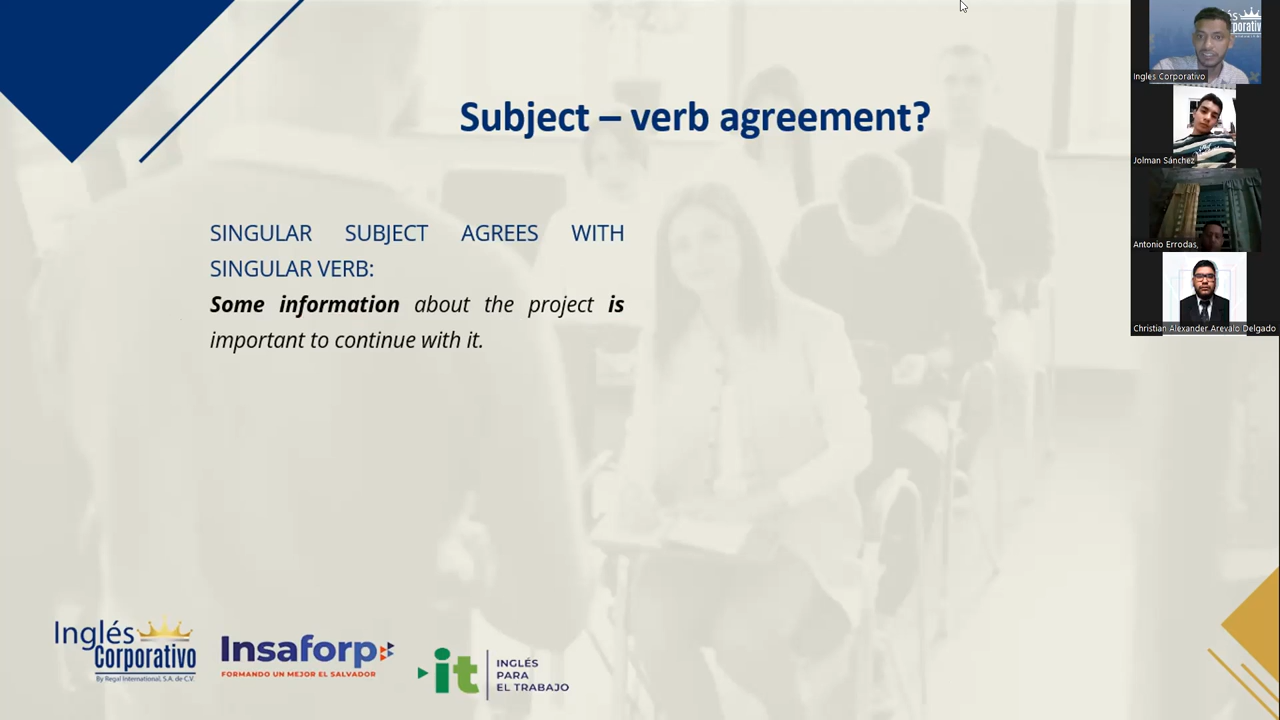 Subject – verb agreement?
SINGULAR SUBJECT AGREES WITH
SINGULAR VERB:
Some information about the project is
important to continue with it.
Inglés
Corporativo
By Regal International, S.A. de C.V.
Insaforp
FORMANDO UN MEJOR EL SALVADOR
it
INGLÉS
PARA
EL TRABAJO
Ingles Corporativo
Jolman Sánchez
Antonio Errodas,
Christian Alexander Arevalo Delgado